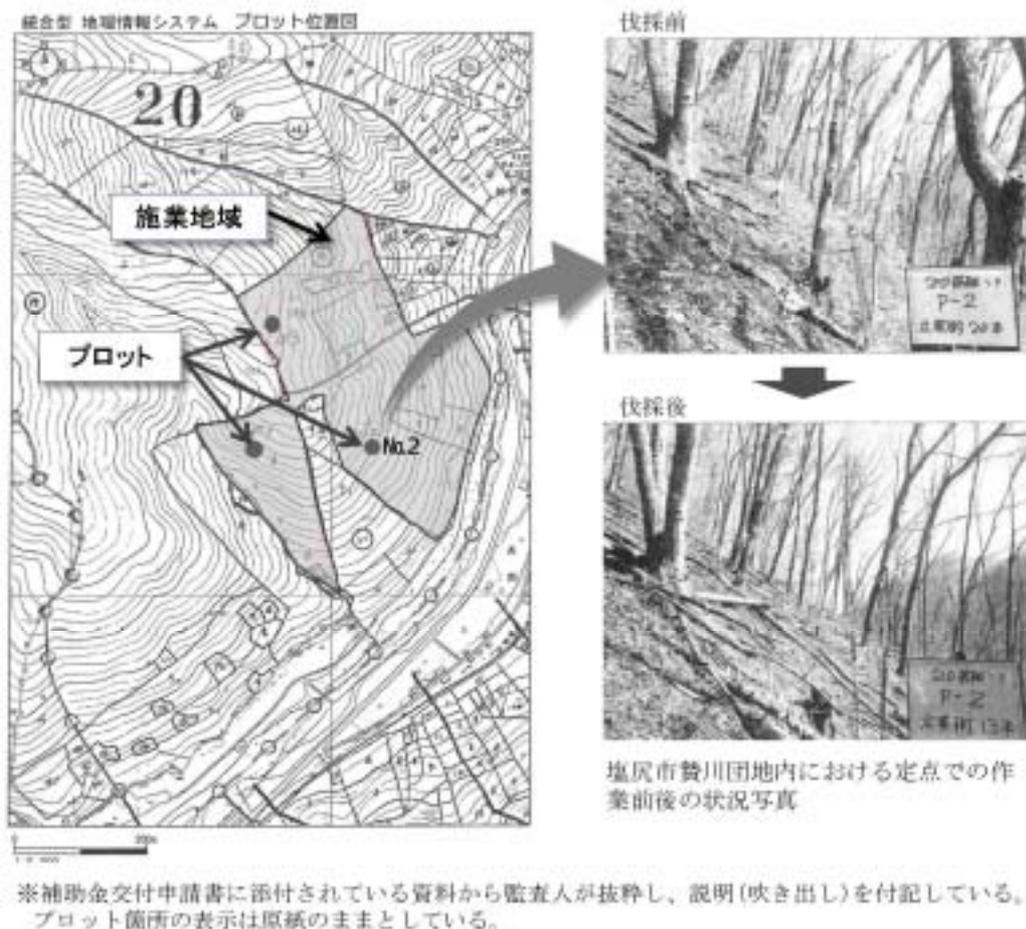 統合型 地理情報システム プロット位置図
20
施業地域
プロット
No.2
伐採前
P-2
伐採後
P-2
塩尻市贄川団地内における定点での作
業前後の状況写真
※補助金交付申請書に添付されている資料から監査人が抜粋し、説明(吹き出し)を付記している。
プロット箇所の表示は原紙のままとしている。